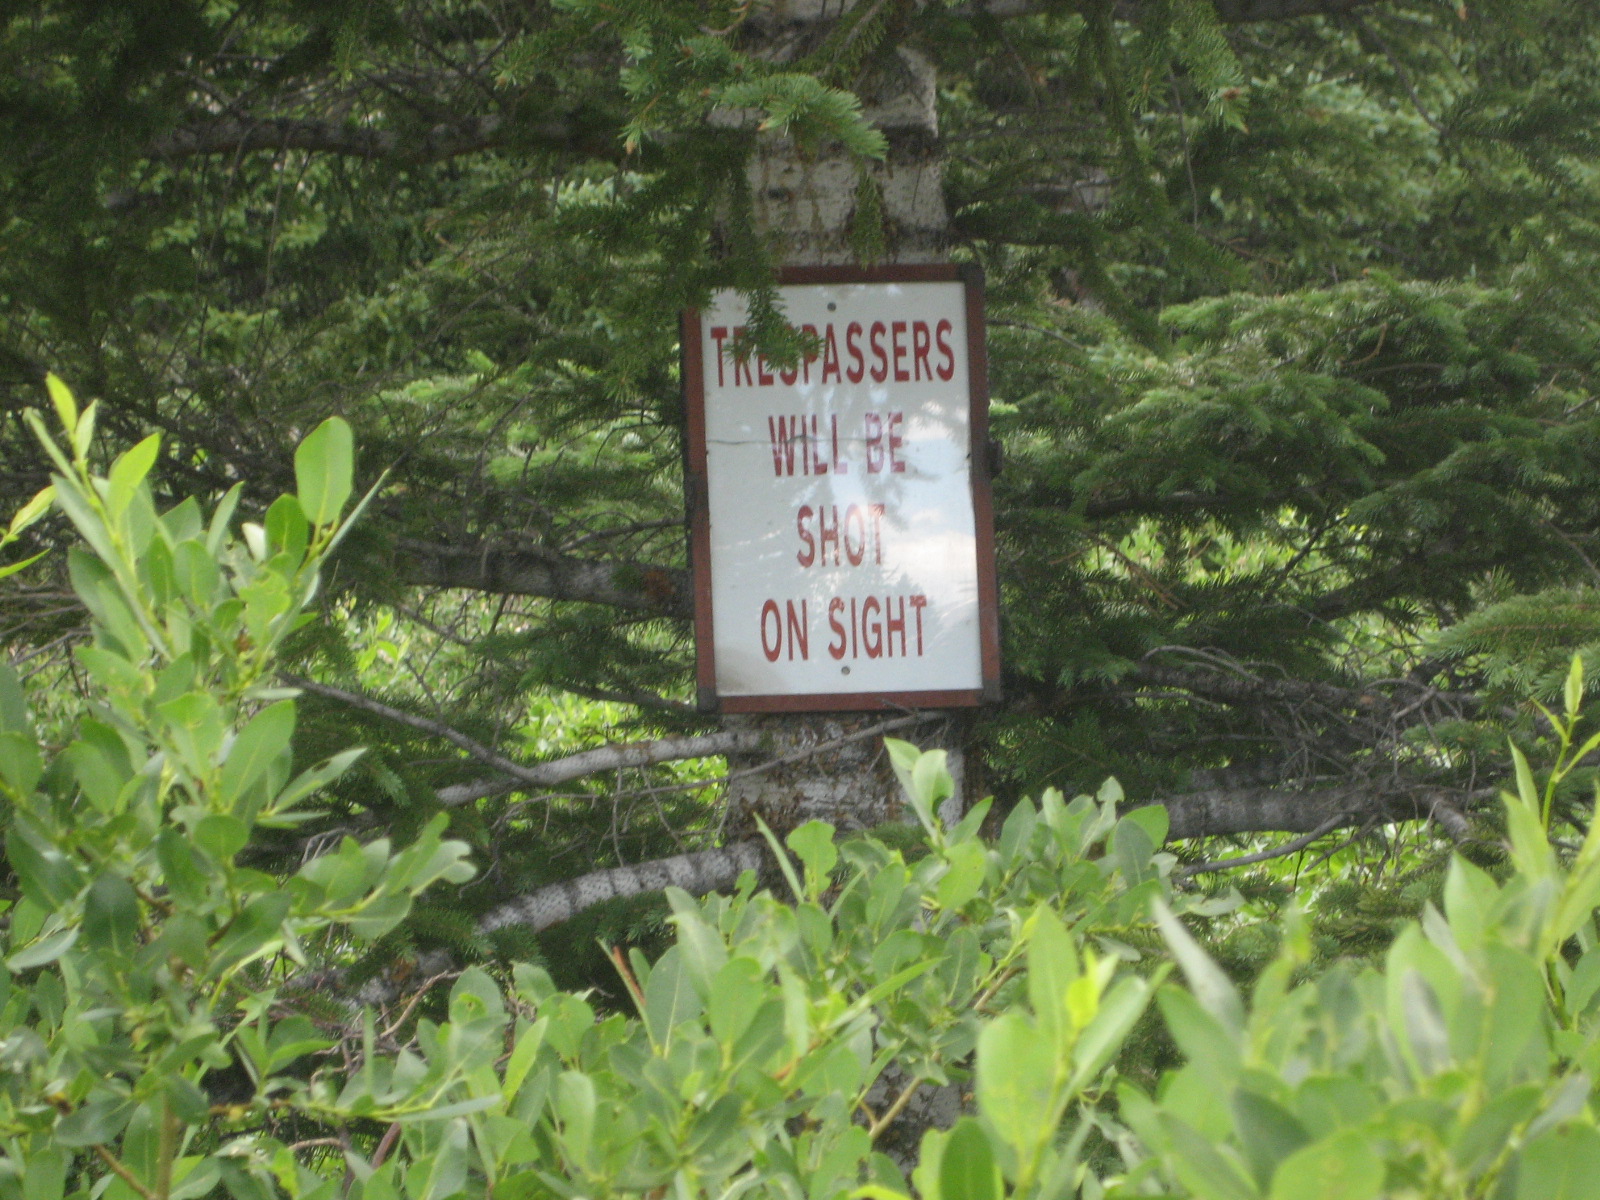 TRESPASSERS
WILL BE
SHOT
ON SIGHT